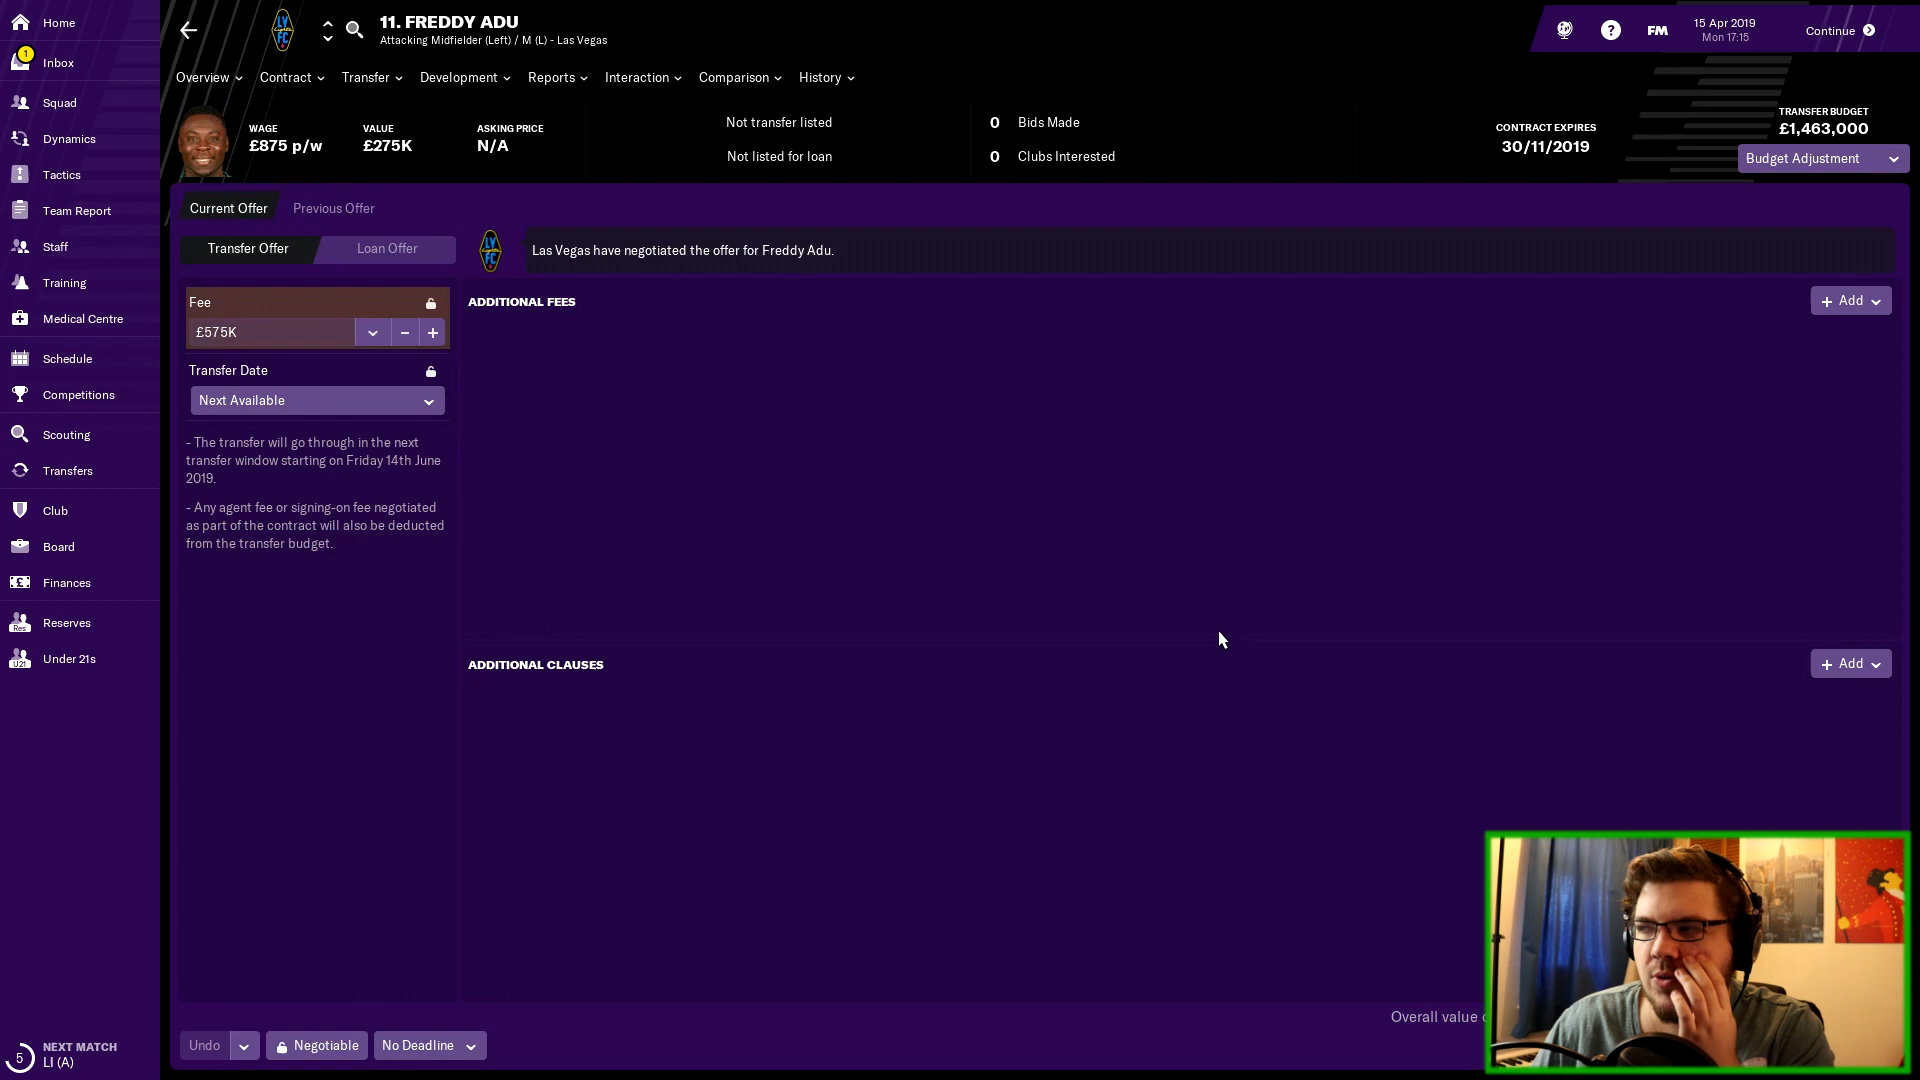 Home
1
Inbox
Squad
Dynamics
Tactics
Team Report
Staff
Training
Medical Centre
Schedule
Competitions
Scouting
Transfers
Club
Board
Finances
Res
Reserves
U21
Under 21s
5
NEXT MATCH
LI (A)
LV
FC
11. FREDDY ADU
Attacking Midfielder (Left) / M (L) - Las Vegas
?
FM
15 Apr 2019
Mon 17:15
Continue
Overview
Contract
Transfer
Development
Reports
Interaction
Comparison
History
WAGE
£875 p/w
VALUE
£275K
ASKING PRICE
N/A
Not transfer listed
Not listed for loan
0 Bids Made
0 Clubs Interested
CONTRACT EXPIRES
30/11/2019
TRANSFER BUDGET
£1,463,000
Budget Adjustment
Current Offer
Previous Offer
Transfer Offer
Loan Offer
LV
FC
Las Vegas have negotiated the offer for Freddy Adu.
Fee
£575K
Transfer Date
Next Available
- The transfer will go through in the next
transfer window starting on Friday 14th June
2019.
- Any agent fee or signing-on fee negotiated
as part of the contract will also be deducted
from the transfer budget.
ADDITIONAL FEES
+ Add
ADDITIONAL CLAUSES
+ Add
Overall value
Undo
Negotiable
No Deadline